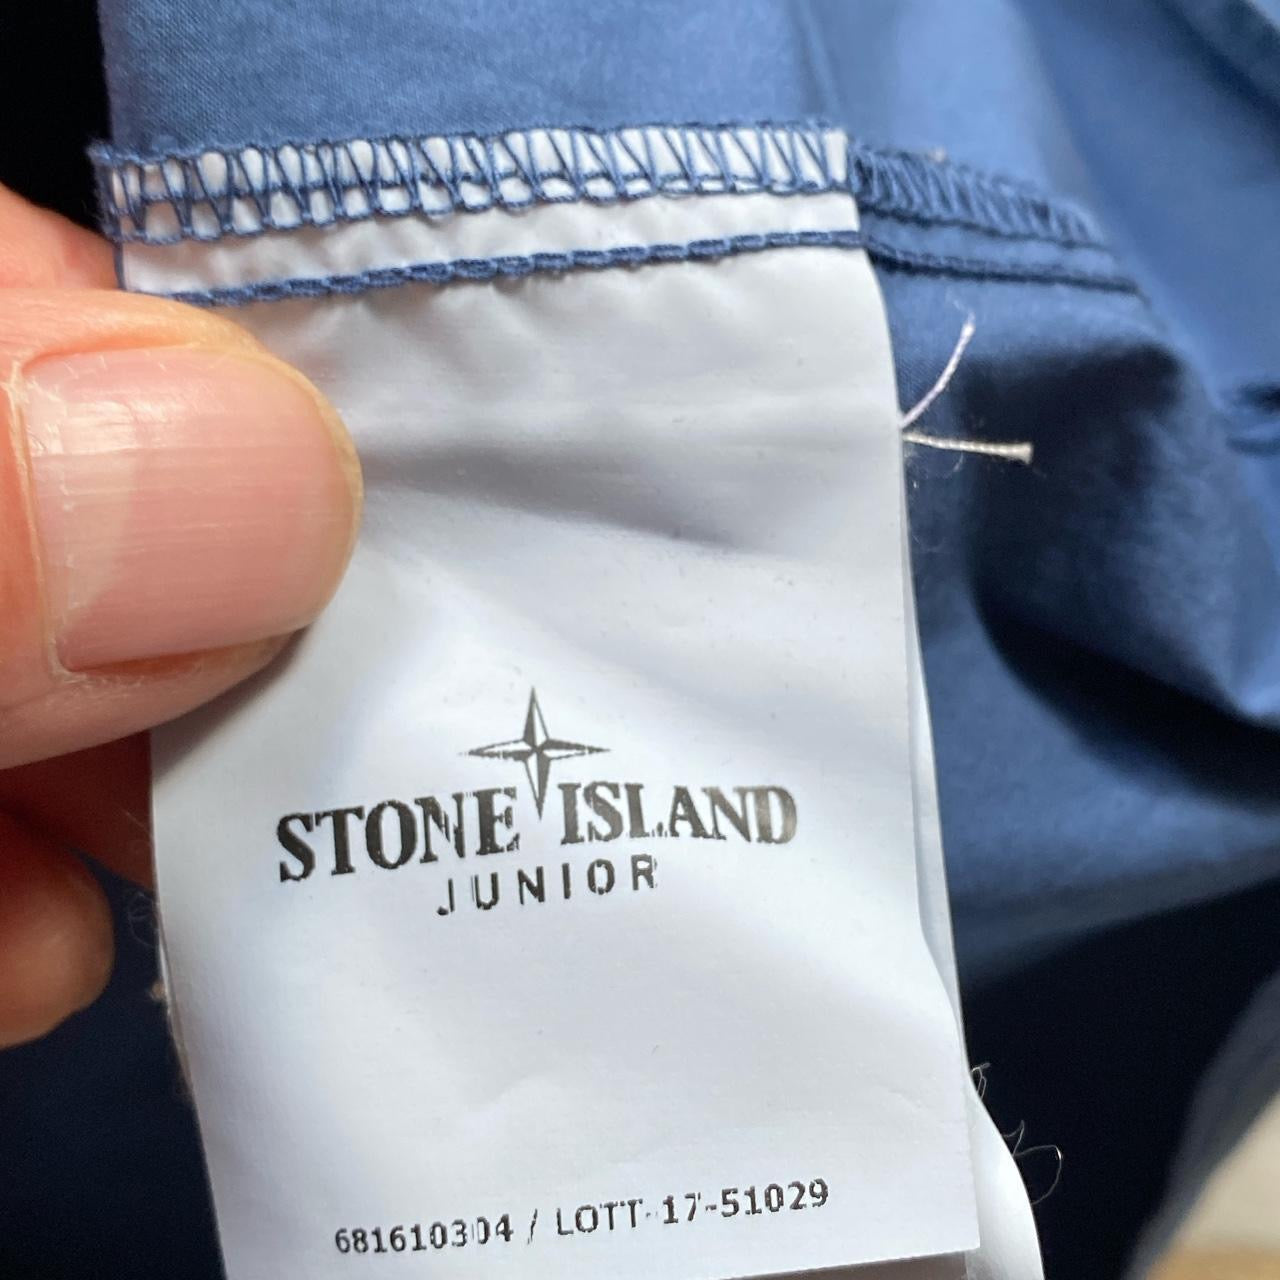 STONE ISLAND
JUNIOR
681610304 / LOTT 17-51029